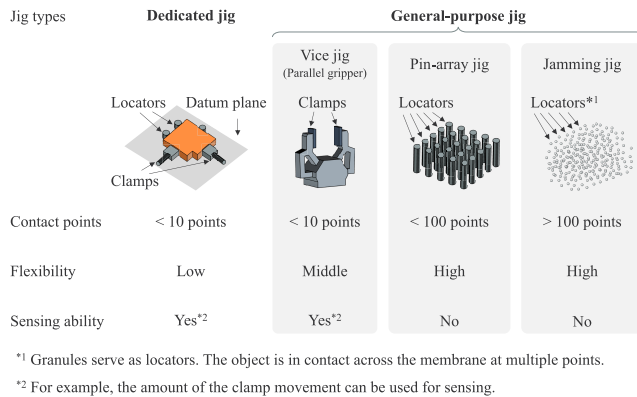 Jig types
Dedicated jig
General-purpose jig
Vice jig
(Parallel gripper)
Pin-array jig
Jamming jig
Locators
Datum plane
Clamps
Clamps
Locators
Locators*1
Contact points < 10 points < 10 points < 100 points > 100 points
Flexibility Low Middle High High
Sensing ability Yes*2 Yes*2 No No
*1 Granules serve as locators. The object is in contact across the membrane at multiple points.
*2 For example, the amount of the clamp movement can be used for sensing.